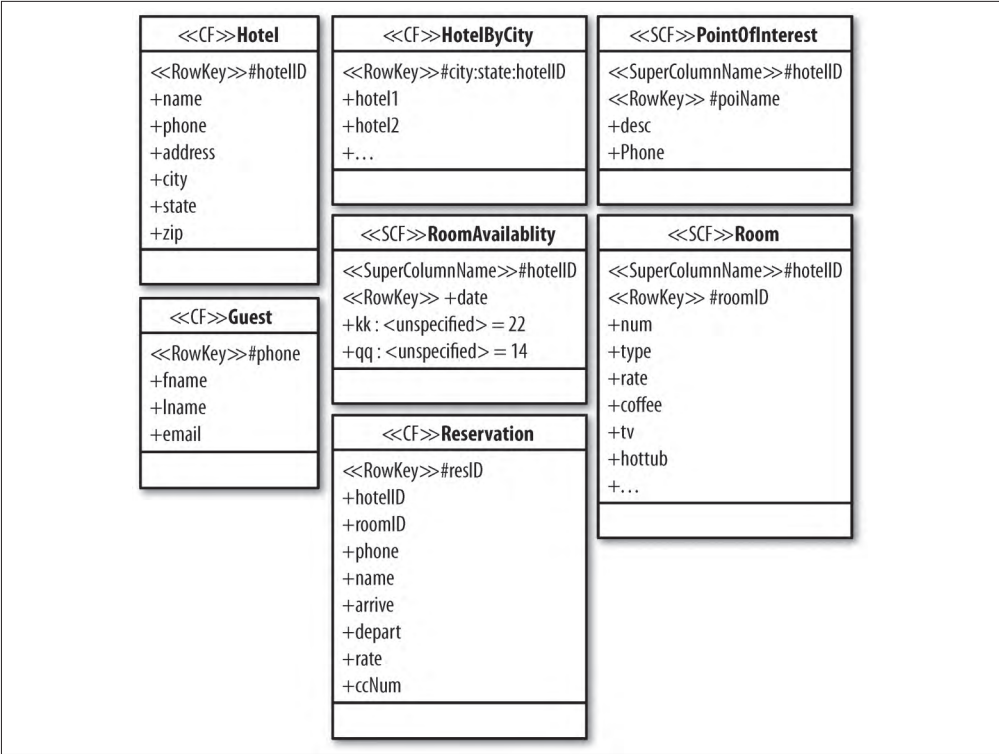 ≪CF≫Hotel
≪RowKey≫#hotelID
+name
+phone
+address
+city
+state
+zip
≪CF≫Guest
≪RowKey≫#phone
+fname
+lname
+email
≪CF≫HotelByCity
≪RowKey≫#city:state:hotelID
+hotel1
+hotel2
+...
≪SCF≫RoomAvailablity
≪SuperColumnName≫#hotelID
≪RowKey≫ +date
+kk : <unspecified> = 22
+qq : <unspecified> = 14
≪CF≫Reservation
≪RowKey≫#resID
+hotelID
+roomID
+phone
+name
+arrive
+depart
+rate
+ccNum
≪SCF≫PointOfInterest
≪SuperColumnName≫#hotelID
≪RowKey≫ #poiName
+desc
+Phone
≪SCF≫Room
≪SuperColumnName≫#hotelID
≪RowKey≫ #roomID
+num
+type
+rate
+coffee
+tv
+hottub
+...